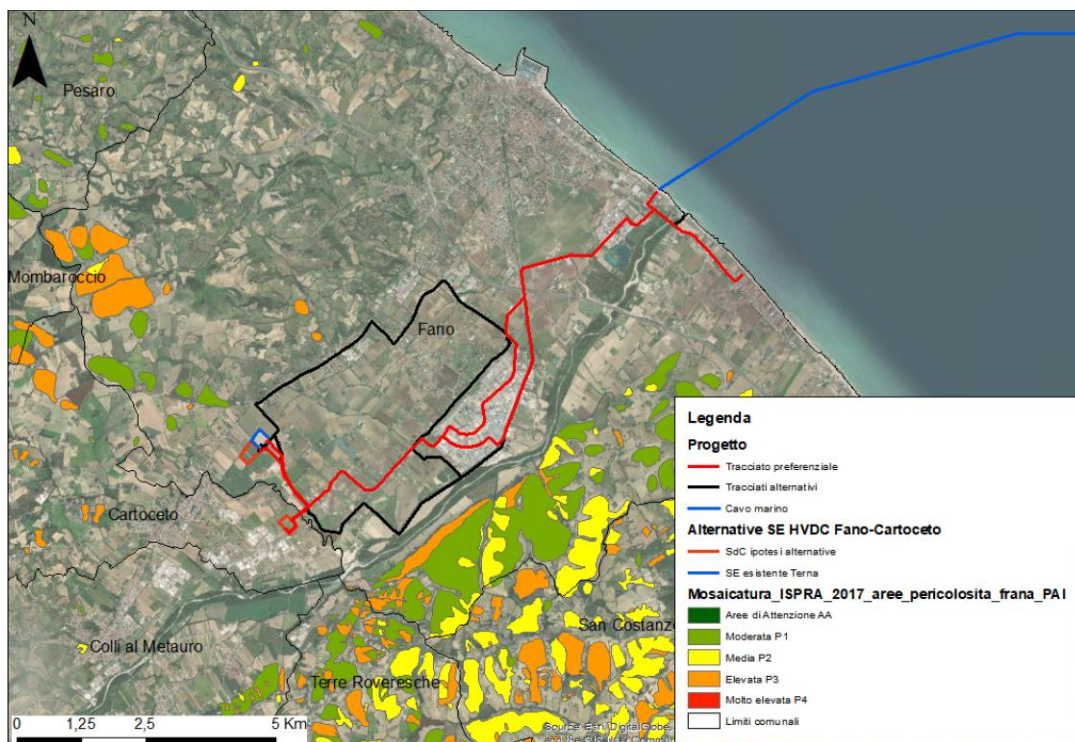 N
Pesaro
Mombaroccio
Fano
Cartoceto
Colli al Metauro
San Costanzo
Terre Roveresche
0 1,25 2,5 5 Km
Source: Esri, DigitalGlobe,
Legenda
Progetto
Tracciato preferenziale
Tracciati alternativi
Cavo marino
Alternative SE HVDC Fano-Cartoceto
SdC ipotesi alternative
SE esistente Terna
Mosaicatura_ISPRA_2017_aree_pericolosita_frana_PAI
Aree di Attenzione AA
Moderata P1
Media P2
Elevata P3
Molto elevata P4
Limiti comunali